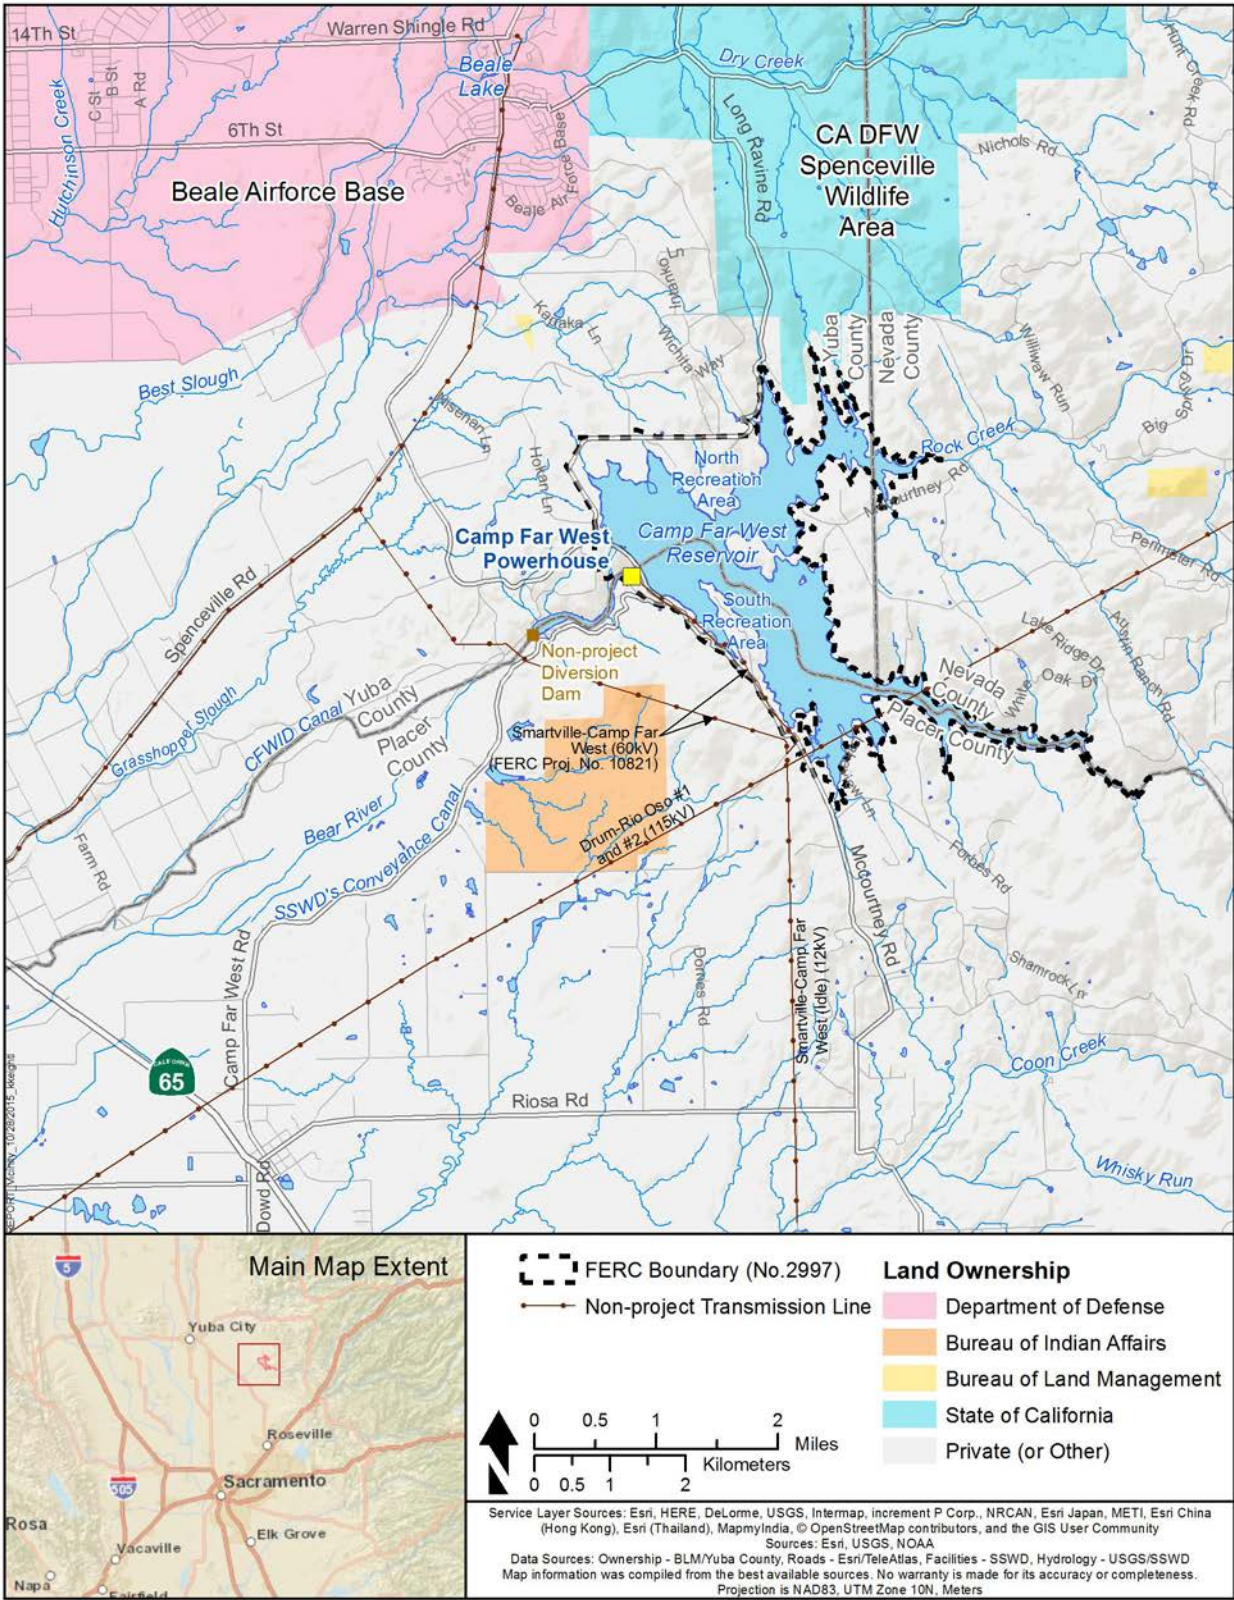 14Th St
Warren Shingle Rd
Beale
Lake
Dry Creek
Hunt Creek Rd
Hutchinson Creek
C St
B St
A Rd
6Th St
Beale Air Force Base
Long Ravine Rd
CA DFW
Spenceville
Wildlife
Area
Nichols Rd
Beale Airforce Base
Intanko
Karraka Ln
Wichita Way
Yuba
County
Nevada
County
Williwaw Run
Spring Dr
Big
Best Slough
Nisenan Ln
Hokan Ln
North
Recreation
Area
Rock Creek
Mccourtney Rd
Camp Far West
Powerhouse
Camp Far West
Reservoir
Perimeter Rd
South
Recreation
Area
Spenceville Rd
Non-project
Diversion
Dam
Lake Ridge Dr
Austin Ranch Rd
Oak Dr
White
Nevada
County
Placer County
Grasshopper Slough
CFWID Canal
Yuba
County
Placer
County
Smartville-Camp Far
West (60kV)
(FERC Proj. No. 10821)
Bear River
SSWD's Conveyance Canal
Drum-Rio Oso #1
and #2 (115kV)
Farm Rd
Forbes Rd
Mccourtney Rd
Camp Far West Rd
Dorries Rd
Smartville-Camp Far
West (Idle) (12kV)
Shamrock Ln
Coon Creek
CALIFORNIA
65
Riosa Rd
Whisky Run
Dowd Rd
Main Map Extent
5
Yuba City
Roseville
Sacramento
505
Elk Grove
Rosa
Vacaville
Napa
Fairfield
FERC Boundary (No.2997)
Non-project Transmission Line
0 0.5 1 2
Miles
Kilometers
0 0.5 1 2
Land Ownership
Department of Defense
Bureau of Indian Affairs
Bureau of Land Management
State of California
Private (or Other)
N
Service Layer Sources: Esri, HERE, DeLorme, USGS, Intermap, increment P Corp., NRCAN, Esri Japan, METI, Esri China
(Hong Kong), Esri (Thailand), MapmyIndia, © OpenStreetMap contributors, and the GIS User Community
Sources: Esri, USGS, NOAA
Data Sources: Ownership - BLM/Yuba County, Roads - Esri/TeleAtlas, Facilities - SSWD, Hydrology - USGS/SSWD
Map information was compiled from the best available sources. No warranty is made for its accuracy or completeness.
Projection is NAD83, UTM Zone 10N, Meters